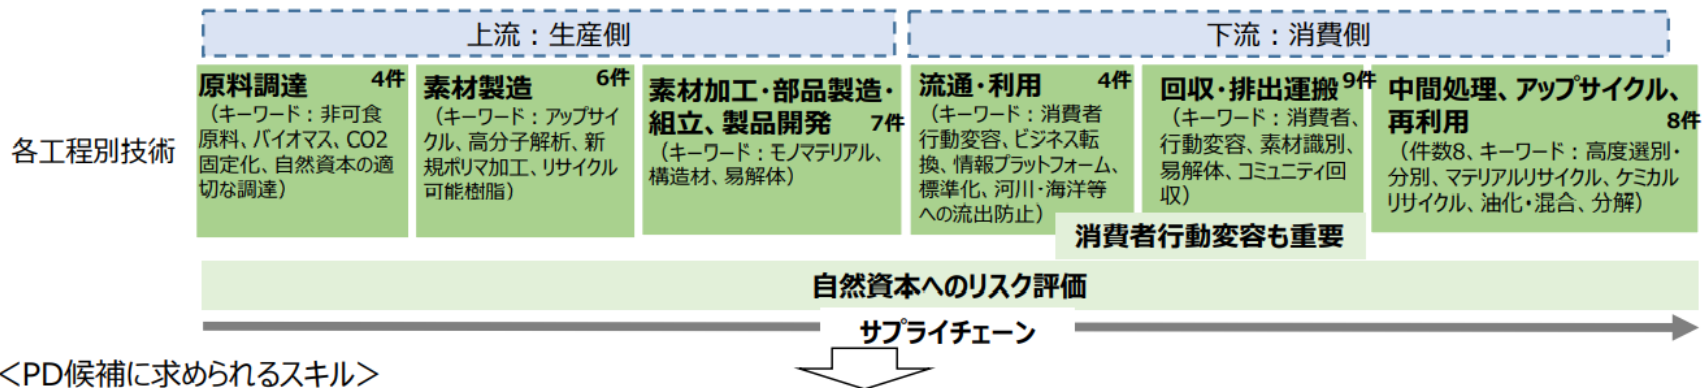 上流：生産側
下流：消費側
各工程別技術
原料調達 4件
（キーワード：非可食
原料、バイオマス、CO2
固定化、自然資本の適
切な調達）
素材製造 6件
（キーワード：アップサイ
クル、高分子解析、新
規ポリマ加工、リサイクル
可能樹脂）
素材加工・部品製造・
組立、製品開発 7件
（キーワード：モノマテリアル、
構造材、易解体）
流通・利用 4件
（キーワード：消費者
行動変容、ビジネス転
換、情報プラットフォーム、
標準化、河川・海洋等
への流出防止）
回収・排出運搬 9件
（キーワード：消費者、
行動変容、素材識別、
易解体、コミュニティ回
収）
中間処理、アップサイクル、
再利用 8件
（件数8、キーワード：高度選別・
分別、マテリアルリサイクル、ケミカル
リサイクル、油化・混合、分解）
消費者行動変容も重要
自然資本へのリスク評価
サプライチェーン
＜PD候補に求められるスキル＞